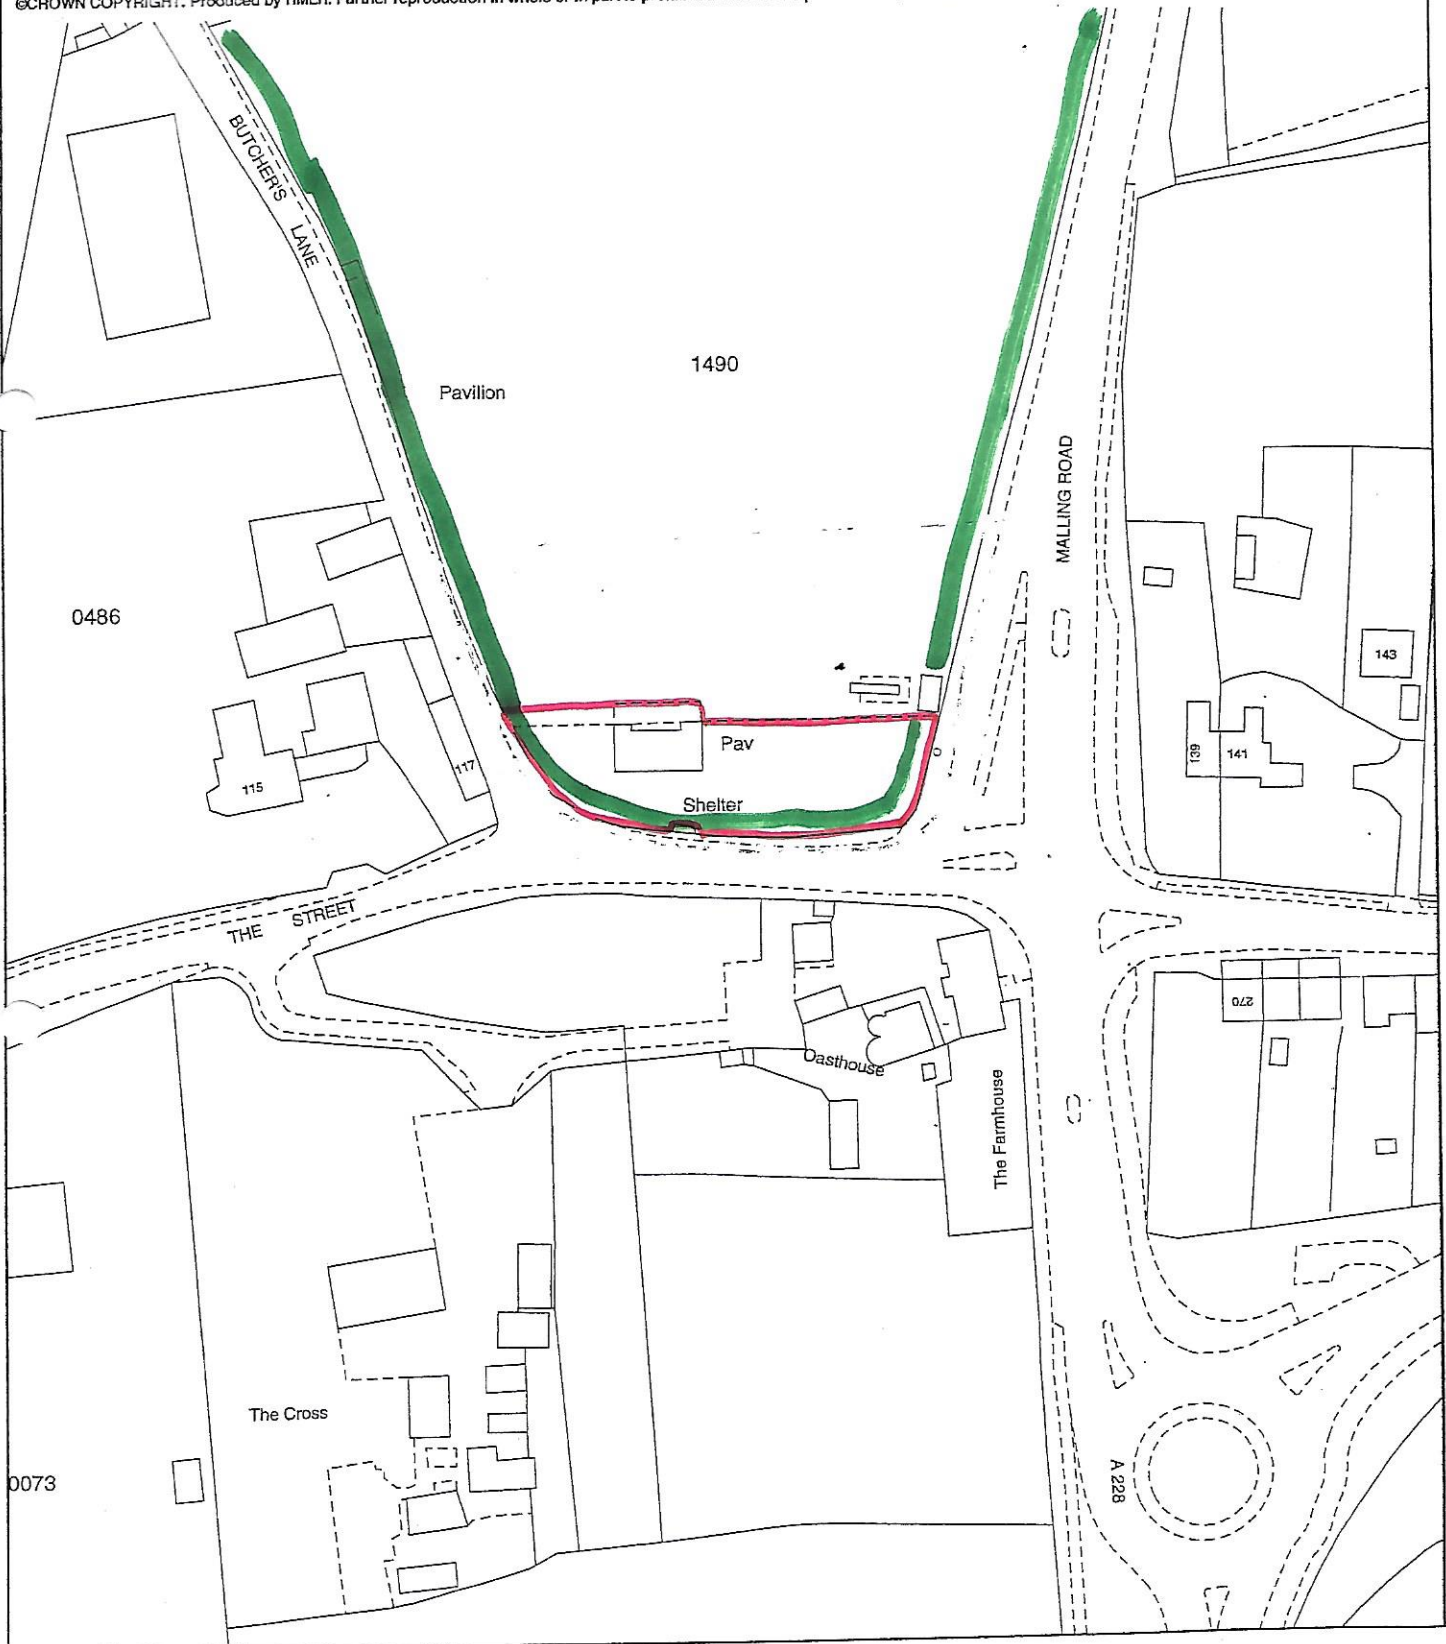 ©CROWN COPYRIGHT. Produced by HMLR. Further reproduction in whole or in part is
BUTCHER'S LANE
1490
Pavilion
MALLING ROAD
0486
143
Pav
139
141
117
115
Shelter
THE STREET
270
Oasthouse
The Farmhouse
The Cross
0073
A 228